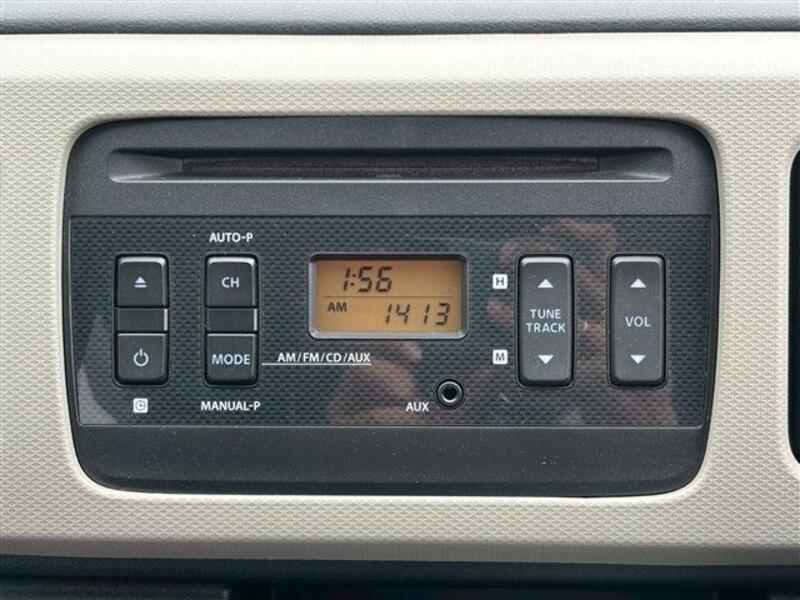 AUTO-P
CH
MODE
AM/FM/CD/AUX
MANUAL-P
1:56
AM 1413
AUX
H
M
TUNE
TRACK
VOL